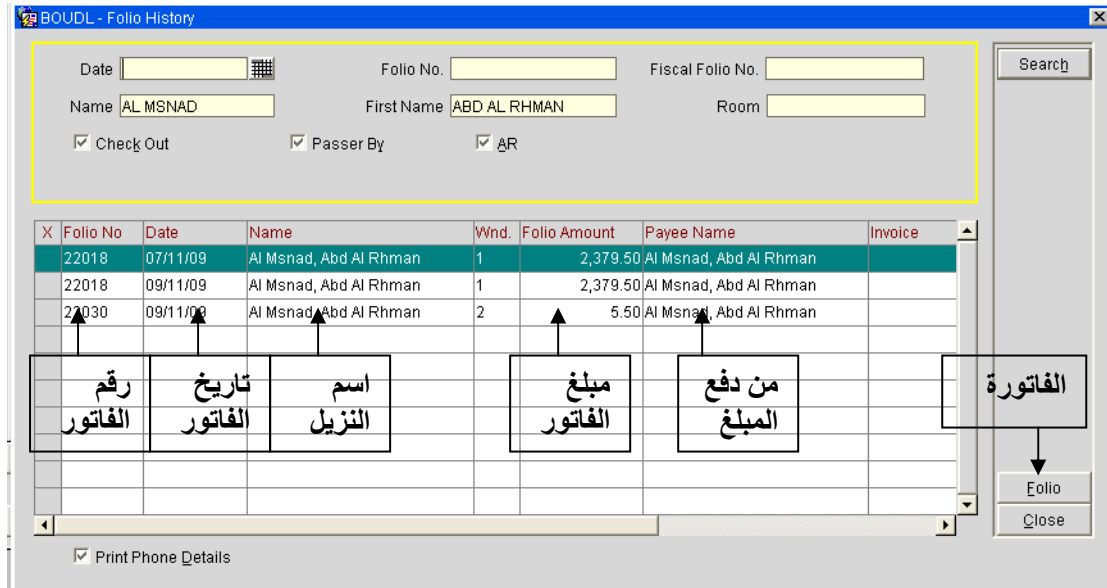 BOUDL - Folio History
Date Folio No. Fiscal Folio No. Search
Name AL MSNAD First Name ABD AL RHMAN Room
Check Out Passer By AR
X Folio No Date Name Wnd. Folio Amount Payee Name Invoice
22018 07/11/09 Al Msnad, Abd Al Rhman 1 2,379.50 Al Msnad, Abd Al Rhman
22018 09/11/09 Al Msnad, Abd Al Rhman 1 2,379.50 Al Msnad, Abd Al Rhman
22030 09/11/09 Al Msnad, Abd Al Rhman 2 5.50 Al Msnad, Abd Al Rhman
رقم
الفاتور
تاريخ
الفاتور
اسم
النزيل
مبلغ
الفاتور
من دفع
المبلغ
الفاتورة
Folio
Close
Print Phone Details